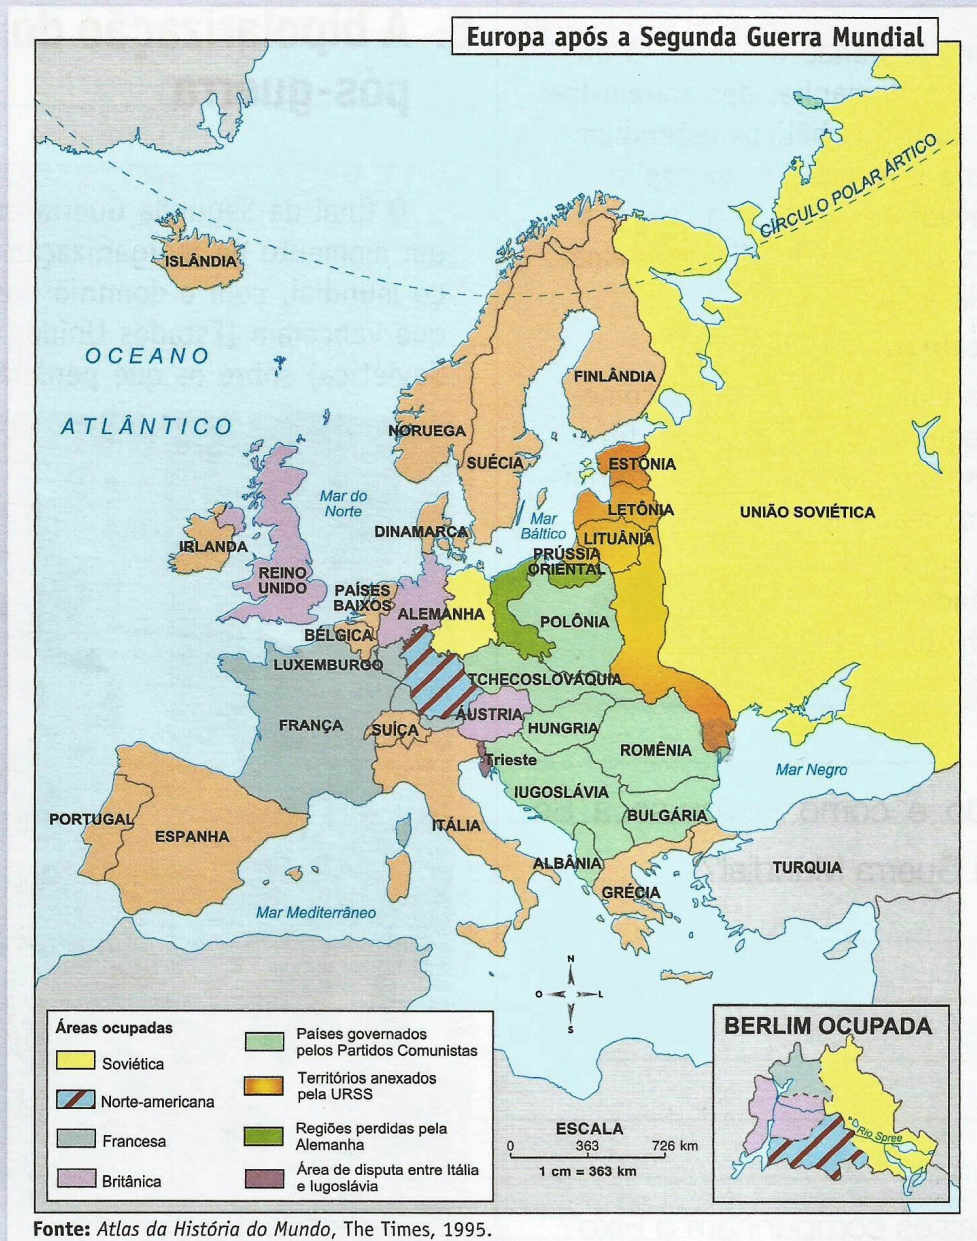 Europa após a Segunda Guerra Mundial
CÍRCULO POLAR ÁRTICO
ISLÂNDIA
OCEANO
ATLÂNTICO
FINLÂNDIA
NORUEGA
SUÉCIA
ESTÔNIA
Mar do
Norte
LETÔNIA
UNIÃO SOVIÉTICA
DINAMARCA
Mar
Báltico
LITUÂNIA
IRLANDA
PRÚSSIA
ORIENTAL
REINO
UNIDO
PAÍSES
BAIXOS
ALEMANHA
POLÔNIA
BÉLGICA
LUXEMBURGO
TCHECOSLOVÁQUIA
FRANÇA
SUÍÇA
ÁUSTRIA
HUNGRIA
ROMÊNIA
Trieste
Mar Negro
IUGOSLÁVIA
PORTUGAL
ESPANHA
ITÁLIA
BULGÁRIA
ALBÂNIA
TURQUIA
GRÉCIA
Mar Mediterrâneo
N
O
L
S
Áreas ocupadas
Soviética
Norte-americana
Francesa
Britânica
Países governados
pelos Partidos Comunistas
Territórios anexados
pela URSS
Regiões perdidas pela
Alemanha
Área de disputa entre Itália
e Iugoslávia
ESCALA
0 363 726 km
1 cm = 363 km
BERLIM OCUPADA
Rio Spree
Fonte: Atlas da História do Mundo, The Times, 1995.